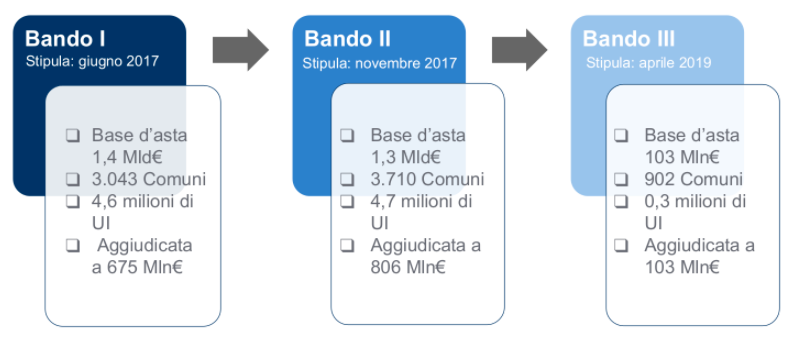 Bando I
Stipula: giugno 2017
❑ Base d'asta
1,4 Mld€
❑ 3.043 Comuni
❑ 4,6 milioni di
UI
❑ Aggiudicata
a 675 Mln€
Bando II
Stipula: novembre 2017
❑ Base d'asta
1,3 Mld€
❑ 3.710 Comuni
❑ 4,7 milioni di
UI
❑ Aggiudicata a
806 Mln€
Bando III
Stipula: aprile 2019
❑ Base d'asta
103 Mln€
❑ 902 Comuni
❑ 0,3 milioni di
UI
❑ Aggiudicata a
103 Mln€